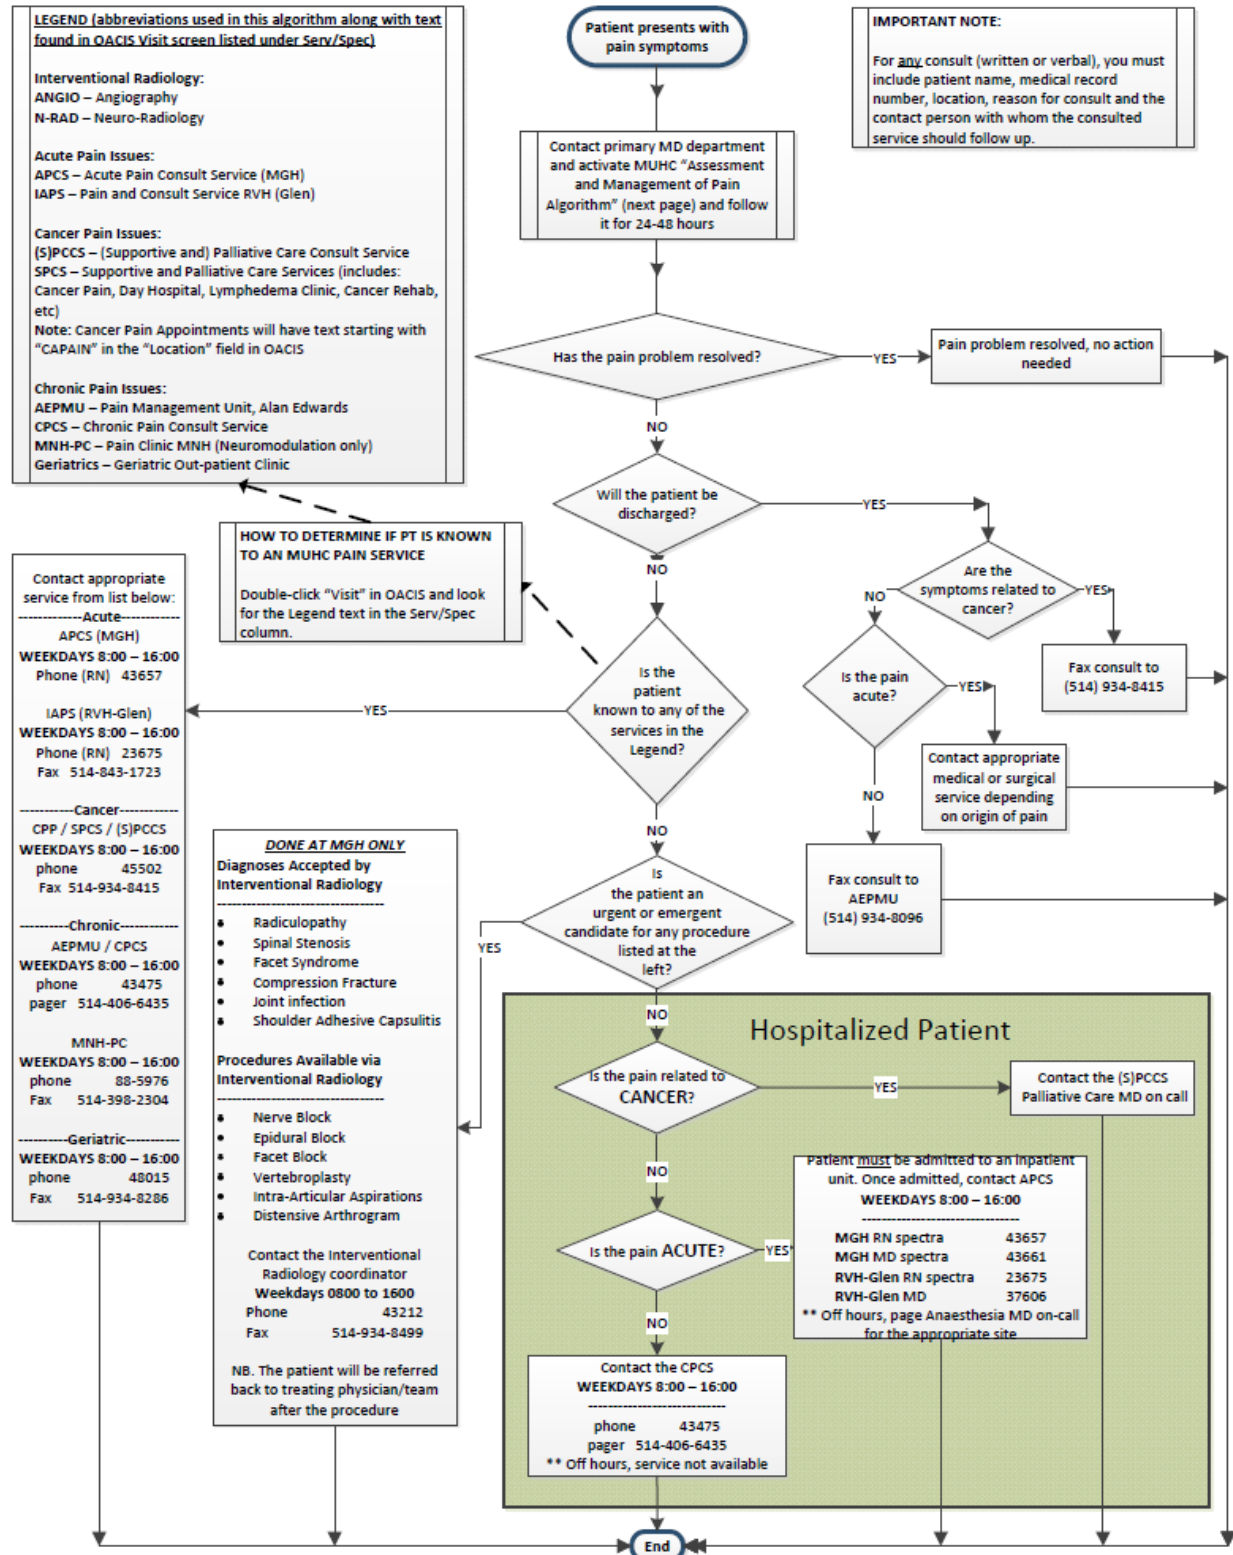 LEGEND (abbreviations used in this algorithm along with text
found in OACIS Visit screen listed under Serv/Spec)
Interventional Radiology:
ANGIO – Angiography
N-RAD – Neuro-Radiology
Acute Pain Issues:
APCS – Acute Pain Consult Service (MGH)
IAPS – Pain and Consult Service RVH (Glen)
Cancer Pain Issues:
(S)PCCS – (Supportive and) Palliative Care Consult Service
SPCS – Supportive and Palliative Care Services (includes:
Cancer Pain, Day Hospital, Lymphedema Clinic, Cancer Rehab,
etc)
Note: Cancer Pain Appointments will have text starting with
“CAPAIN” in the “Location” field in OACIS
Chronic Pain Issues:
AEPMU – Pain Management Unit, Alan Edwards
CPCS – Chronic Pain Consult Service
MNH-PC – Pain Clinic MNH (Neuromodulation only)
Geriatrics – Geriatric Out-patient Clinic
Patient presents with
pain symptoms
IMPORTANT NOTE:
For any consult (written or verbal), you must
include patient name, medical record
number, location, reason for consult and the
contact person with whom the consulted
service should follow up.
Contact primary MD department
and activate MUHC “Assessment
and Management of Pain
Algorithm” (next page) and follow
it for 24-48 hours
Has the pain problem resolved?
YES
Pain problem resolved, no action
needed
NO
Will the patient be
discharged?
YES
NO
HOW TO DETERMINE IF PT IS KNOWN
TO AN MUHC PAIN SERVICE
Double-click “Visit” in OACIS and look
for the Legend text in the Serv/Spec
column.
Are the
symptoms related to
cancer?
YES
NO
Fax consult to
(514) 934-8415
Is the pain
acute?
YES
NO
Contact appropriate
medical or surgical
service depending
on origin of pain
Fax consult to
AEPMU
(514) 934-8096
Is the
patient
known to any of the
services in the
Legend?
YES
NO
Contact appropriate
service from list below:
-------------Acute------------
APCS (MGH)
WEEKDAYS 8:00 – 16:00
Phone (RN) 43657
IAPS (RVH-Glen)
WEEKDAYS 8:00 – 16:00
Phone (RN) 23675
Fax 514-843-1723
-----------Cancer------------
CPP / SPCS / (S)PCCS
WEEKDAYS 8:00 – 16:00
phone 45502
Fax 514-934-8415
-----------Chronic------------
AEPMU / CPCS
WEEKDAYS 8:00 – 16:00
phone 43475
pager 514-406-6435
MNH-PC
WEEKDAYS 8:00 – 16:00
phone 88-5976
Fax 514-398-2304
----------Geriatric-----------
WEEKDAYS 8:00 – 16:00
phone 48015
Fax 514-934-8286
Is
the patient an
urgent or emergent
candidate for any procedure
listed at the
left?
YES
NO
DONE AT MGH ONLY
Diagnoses Accepted by
Interventional Radiology
----------------------------------
• Radiculopathy
• Spinal Stenosis
• Facet Syndrome
• Compression Fracture
• Joint infection
• Shoulder Adhesive Capsulitis
Procedures Available via
Interventional Radiology
----------------------------------
• Nerve Block
• Epidural Block
• Facet Block
• Vertebroplasty
• Intra-Articular Aspirations
• Distensive Arthrogram
Contact the Interventional
Radiology coordinator
Weekdays 0800 to 1600
Phone 43212
Fax 514-934-8499
NB. The patient will be referred
back to treating physician/team
after the procedure
Hospitalized Patient
Is the pain related to
CANCER?
YES
Contact the (S)PCCS
Palliative Care MD on call
NO
Is the pain ACUTE?
YES
Patient must be admitted to an inpatient
unit. Once admitted, contact APCS
WEEKDAYS 8:00 – 16:00
--------------------------------
MGH RN spectra 43657
MGH MD spectra 43661
RVH-Glen RN spectra 23675
RVH-Glen MD 37606
** Off hours, page Anaesthesia MD on-call
for the appropriate site
NO
Contact the CPCS
WEEKDAYS 8:00 – 16:00
----------------------------
phone 43475
pager 514-406-6435
** Off hours, service not available
End